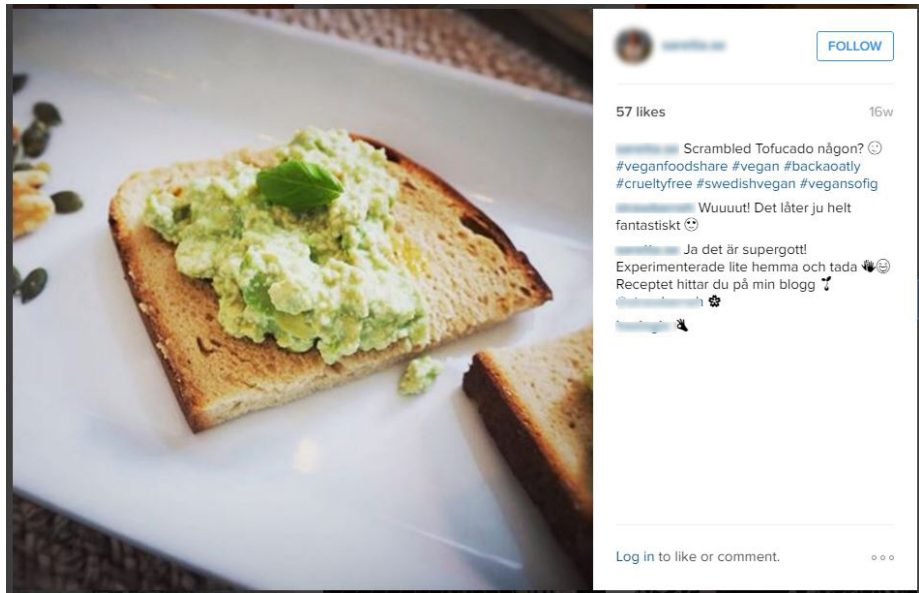 FOLLOW
57 likes
16w
Scrambled Tofucado någon?
#veganfoodshare #vegan #backaoatly
#crueltyfree #swedishvegan #vegansofig
Wuuuut! Det låter ju helt
fantastiskt
Ja det är supergott!
Experimenterade lite hemma och tada
Receptet hittar du på min blogg
Log in to like or comment.